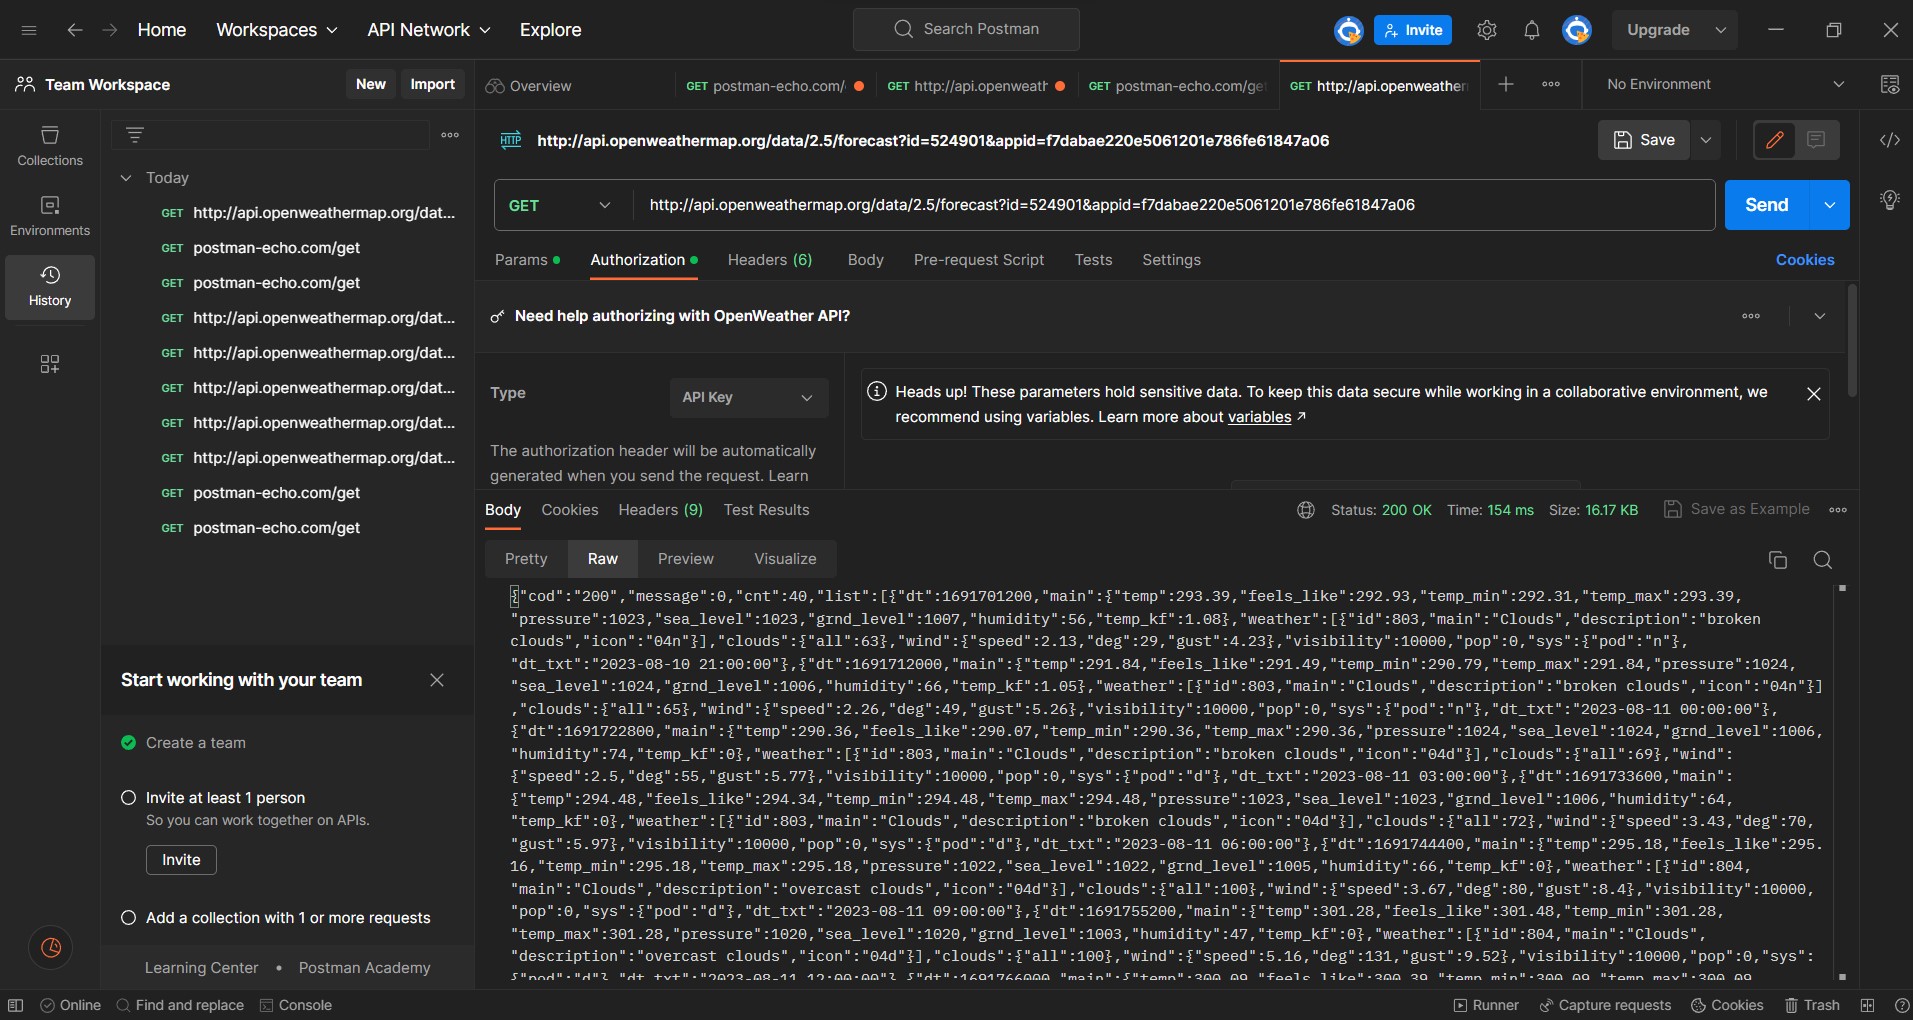 Home Workspaces API Network Explore Search Postman Invite Upgrade
Team Workspace New Import
Overview GET postman-echo.com/ GET http://api.openweath GET postman-echo.com/get GET http://api.openweather No Environment
Collections
Environments
History
Today
GET http://api.openweathermap.org/dat...
GET postman-echo.com/get
GET postman-echo.com/get
GET http://api.openweathermap.org/dat...
GET http://api.openweathermap.org/dat...
GET http://api.openweathermap.org/dat...
GET http://api.openweathermap.org/dat...
GET http://api.openweathermap.org/dat...
GET postman-echo.com/get
GET postman-echo.com/get
Start working with your team
Create a team
Invite at least 1 person
So you can work together on APIs.
Invite
Add a collection with 1 or more requests
Learning Center • Postman Academy
HTTP http://api.openweathermap.org/data/2.5/forecast?id=524901&appid=f7dabae220e5061201e786fe61847a06 Save
GET http://api.openweathermap.org/data/2.5/forecast?id=524901&appid=f7dabae220e5061201e786fe61847a06 Send
Params Authorization Headers (6) Body Pre-request Script Tests Settings Cookies
Need help authorizing with OpenWeather API?
Type API Key
The authorization header will be automatically
generated when you send the request. Learn
Heads up! These parameters hold sensitive data. To keep this data secure while working in a collaborative environment, we
recommend using variables. Learn more about variables ↗
Body Cookies Headers (9) Test Results Status: 200 OK Time: 154 ms Size: 16.17 KB Save as Example
Pretty Raw Preview Visualize
{"cod":"200","message":0,"cnt":40,"list":[{"dt":1691701200,"main":{"temp":293.39,"feels_like":292.93,"temp_min":292.31,"temp_max":293.39,
"pressure":1023,"sea_level":1023,"grnd_level":1007,"humidity":56,"temp_kf":1.08},"weather":[{"id":803,"main":"Clouds","description":"broken
clouds","icon":"04n"}],"clouds":{"all":63},"wind":{"speed":2.13,"deg":29,"gust":4.23},"visibility":10000,"pop":0,"sys":{"pod":"n"},
"dt_txt":"2023-08-10 21:00:00"},{"dt":1691712000,"main":{"temp":291.84,"feels_like":291.49,"temp_min":290.79,"temp_max":291.84,"pressure":1024,
"sea_level":1024,"grnd_level":1006,"humidity":66,"temp_kf":1.05},"weather":[{"id":803,"main":"Clouds","description":"broken clouds","icon":"04n"}]
,"clouds":{"all":65},"wind":{"speed":2.26,"deg":49,"gust":5.26},"visibility":10000,"pop":0,"sys":{"pod":"n"},"dt_txt":"2023-08-11 00:00:00"},
{"dt":1691722800,"main":{"temp":290.36,"feels_like":290.07,"temp_min":290.36,"temp_max":290.36,"pressure":1024,"sea_level":1024,"grnd_level":1006,
"humidity":74,"temp_kf":0},"weather":[{"id":803,"main":"Clouds","description":"broken clouds","icon":"04d"}],"clouds":{"all":69},"wind":
{"speed":2.5,"deg":55,"gust":5.77},"visibility":10000,"pop":0,"sys":{"pod":"d"},"dt_txt":"2023-08-11 03:00:00"},{"dt":1691733600,"main":
{"temp":294.48,"feels_like":294.34,"temp_min":294.48,"temp_max":294.48,"pressure":1023,"sea_level":1023,"grnd_level":1006,"humidity":64,
"temp_kf":0},"weather":[{"id":803,"main":"Clouds","description":"broken clouds","icon":"04d"}],"clouds":{"all":72},"wind":{"speed":3.43,"deg":70,
"gust":5.97},"visibility":10000,"pop":0,"sys":{"pod":"d"},"dt_txt":"2023-08-11 06:00:00"},{"dt":1691744400,"main":{"temp":295.18,"feels_like":295.
16,"temp_min":295.18,"temp_max":295.18,"pressure":1022,"sea_level":1022,"grnd_level":1005,"humidity":66,"temp_kf":0},"weather":[{"id":804,
"main":"Clouds","description":"overcast clouds","icon":"04d"}],"clouds":{"all":100},"wind":{"speed":3.67,"deg":80,"gust":8.4},"visibility":10000,
"pop":0,"sys":{"pod":"d"},"dt_txt":"2023-08-11 09:00:00"},{"dt":1691755200,"main":{"temp":301.28,"feels_like":301.48,"temp_min":301.28,
"temp_max":301.28,"pressure":1020,"sea_level":1020,"grnd_level":1003,"humidity":47,"temp_kf":0},"weather":[{"id":804,"main":"Clouds",
"description":"overcast clouds","icon":"04d"}],"clouds":{"all":100},"wind":{"speed":5.16,"deg":131,"gust":9.52},"visibility":10000,"pop":0,"sys":
{"pod":"d"},"dt_txt":"2023-08-11 12:00:00"},{"dt":1691766000,"main":{"temp":300.09,"feels_like":300.39,"temp_min":300.09,"temp_max":300.09,
Online Find and replace Console Runner Capture requests Cookies Trash